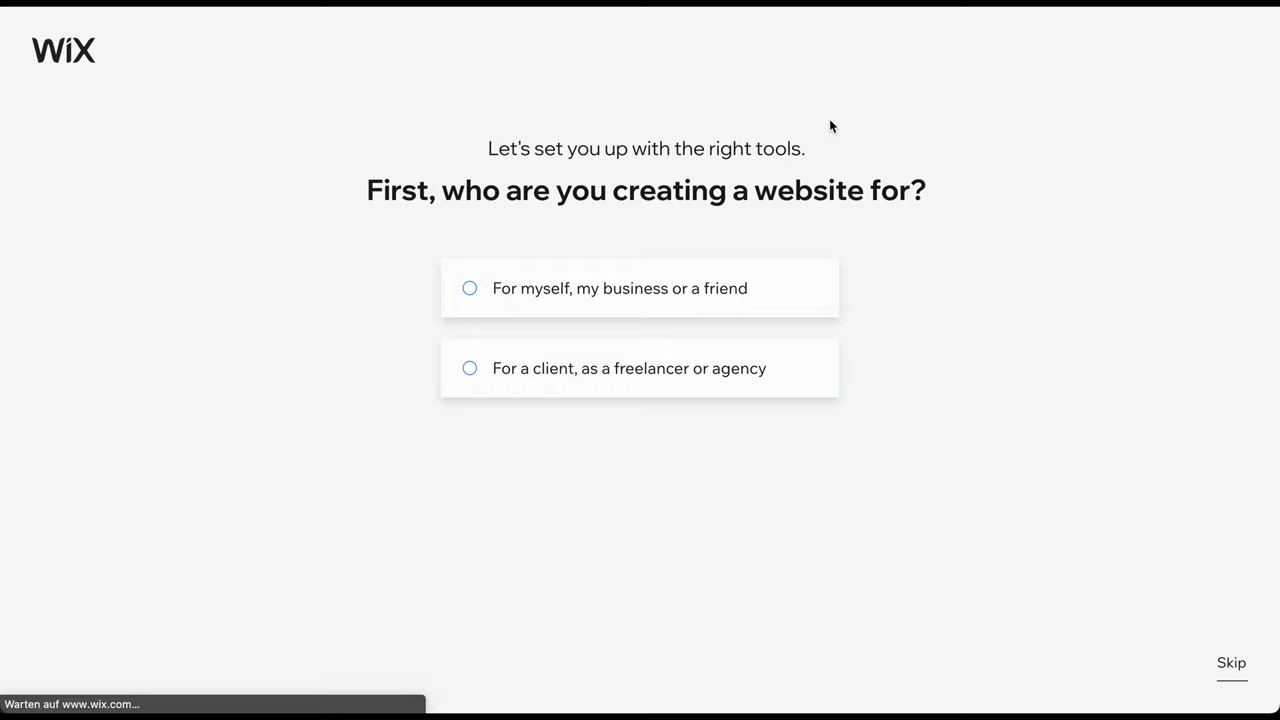 WiX
Let's set you up with the right tools.
First, who are you creating a website for?
For myself, my business or a friend
For a client, as a freelancer or agency
Skip
Warten auf www.wix.com...